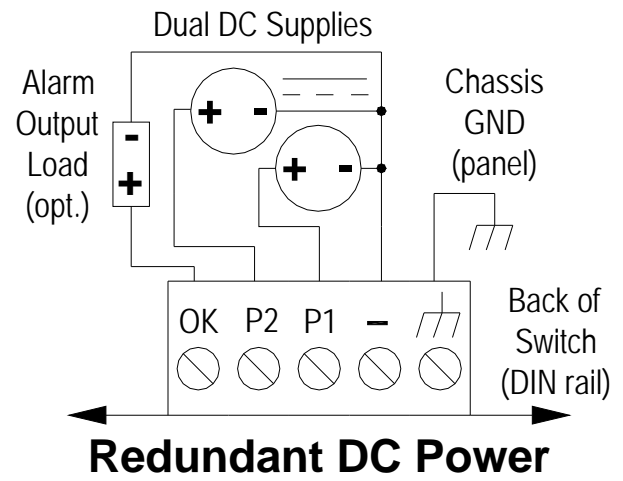 Dual DC Supplies
Alarm
Output
Load
(opt.)
-
+
+ -
+ -
Chassis
GND
(panel)
OK P2 P1 –
Back of
Switch
(DIN rail)
Redundant DC Power